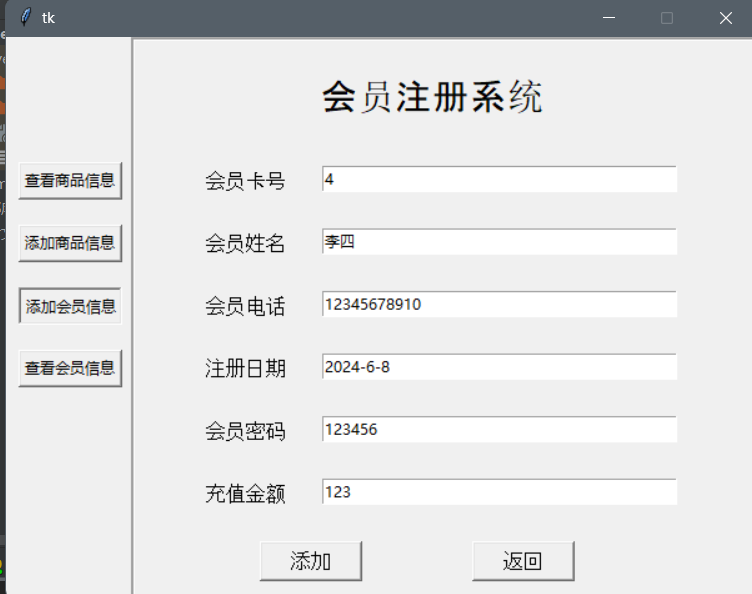 tk
会员注册系统
查看商品信息
添加商品信息
添加会员信息
查看会员信息
会员卡号 4
会员姓名 李四
会员电话 12345678910
注册日期 2024-6-8
会员密码 123456
充值金额 123
添加 返回